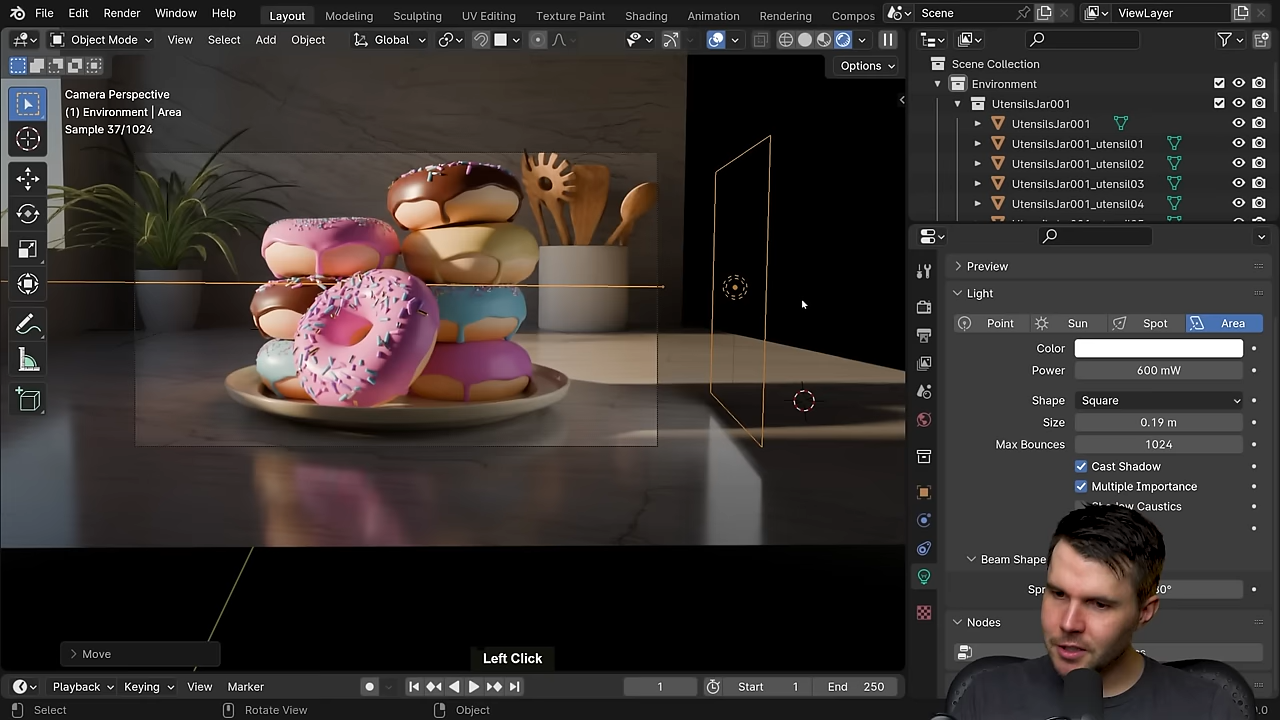 File Edit Render Window Help Layout Modeling Sculpting UV Editing Texture Paint Shading Animation Rendering Compos Scene ViewLayer
Object Mode View Select Add Object Global
Options
Camera Perspective
(1) Environment | Area
Sample 37/1024
Scene Collection
Environment
UtensilsJar001
UtensilsJar001
UtensilsJar001_utensil01
UtensilsJar001_utensil02
UtensilsJar001_utensil03
UtensilsJar001_utensil04
Preview
Light
Point Sun Spot Area
Color
Power 600 mW
Shape Square
Size 0.19 m
Max Bounces 1024
Cast Shadow
Multiple Importance
Shadow Caustics
Beam Shape
Nodes
Move
Left Click
Playback Keying View Marker 1 Start 1 End 250
Select Rotate View Object